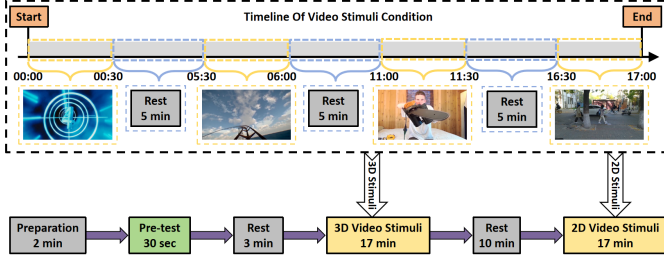 Start
Timeline Of Video Stimuli Condition
End
00:00 00:30 05:30 06:00 11:00 11:30 16:30 17:00
Rest
5 min
Rest
5 min
Rest
5 min
3D Stimuli
2D Stimuli
Preparation
2 min
Pre-test
30 sec
Rest
3 min
3D Video Stimuli
17 min
Rest
10 min
2D Video Stimuli
17 min